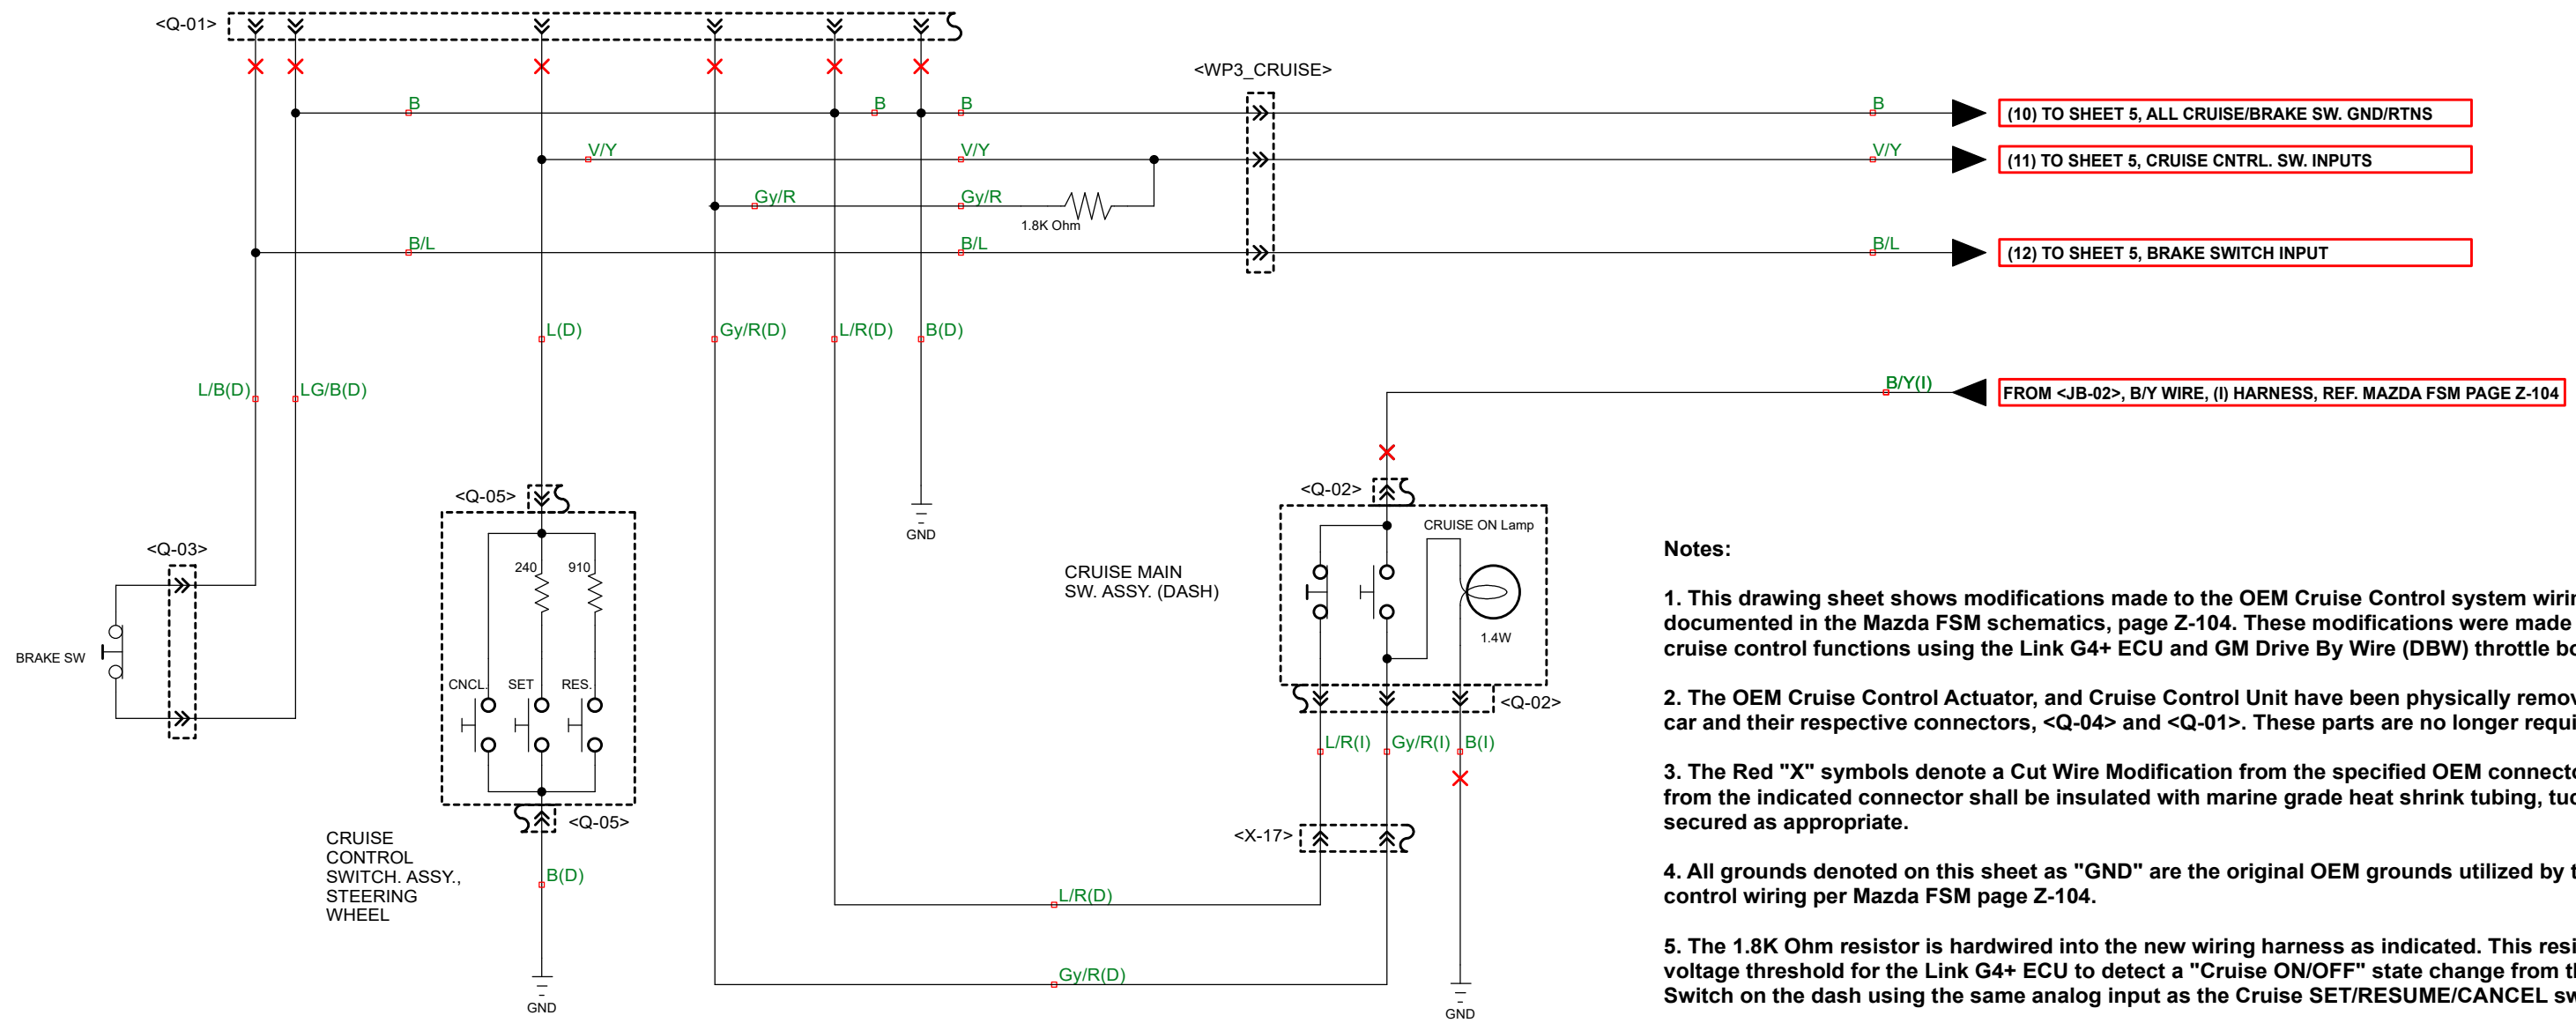 <Q-01>
<WP3_CRUISE>
B
B
B
B
(10) TO SHEET 5, ALL CRUISE/BRAKE SW. GND/RTNS
V/Y
V/Y
V/Y
(11) TO SHEET 5, CRUISE CNTRL. SW. INPUTS
Gy/R
Gy/R
1.8K Ohm
B/L
B/L
B/L
(12) TO SHEET 5, BRAKE SWITCH INPUT
L(D)
Gy/R(D)
L/R(D)
B(D)
L/B(D)
LG/B(D)
B/Y(I)
FROM <JB-02>, B/Y WIRE, (I) HARNESS, REF. MAZDA FSM PAGE Z-104
<Q-05>
<Q-02>
GND
CRUISE ON Lamp
<Q-03>
240
910
CRUISE MAIN
SW. ASSY. (DASH)
1.4W
BRAKE SW
CNCL.
SET
RES.
<Q-02>
L/R(I)
Gy/R(I)
B(I)
<Q-05>
<X-17>
CRUISE
CONTROL
SWITCH. ASSY.,
STEERING
WHEEL
B(D)
L/R(D)
Gy/R(D)
GND
GND
Notes:
1. This drawing sheet shows modifications made to the OEM Cruise Control system
documented in the Mazda FSM schematics, page Z-104. These modifications were made
cruise control functions using the Link G4+ ECU and GM Drive By Wire (DBW) throttle
2. The OEM Cruise Control Actuator, and Cruise Control Unit have been physically
car and their respective connectors, <Q-04> and <Q-01>. These parts are no longer
3. The Red "X" symbols denote a Cut Wire Modification from the specified OEM
from the indicated connector shall be insulated with marine grade heat shrink tubing,
secured as appropriate.
4. All grounds denoted on this sheet as "GND" are the original OEM grounds utilized by
control wiring per Mazda FSM page Z-104.
5. The 1.8K Ohm resistor is hardwired into the new wiring harness as indicated. This
voltage threshold for the Link G4+ ECU to detect a "Cruise ON/OFF" state change from
Switch on the dash using the same analog input as the Cruise SET/RESUME/CANCEL